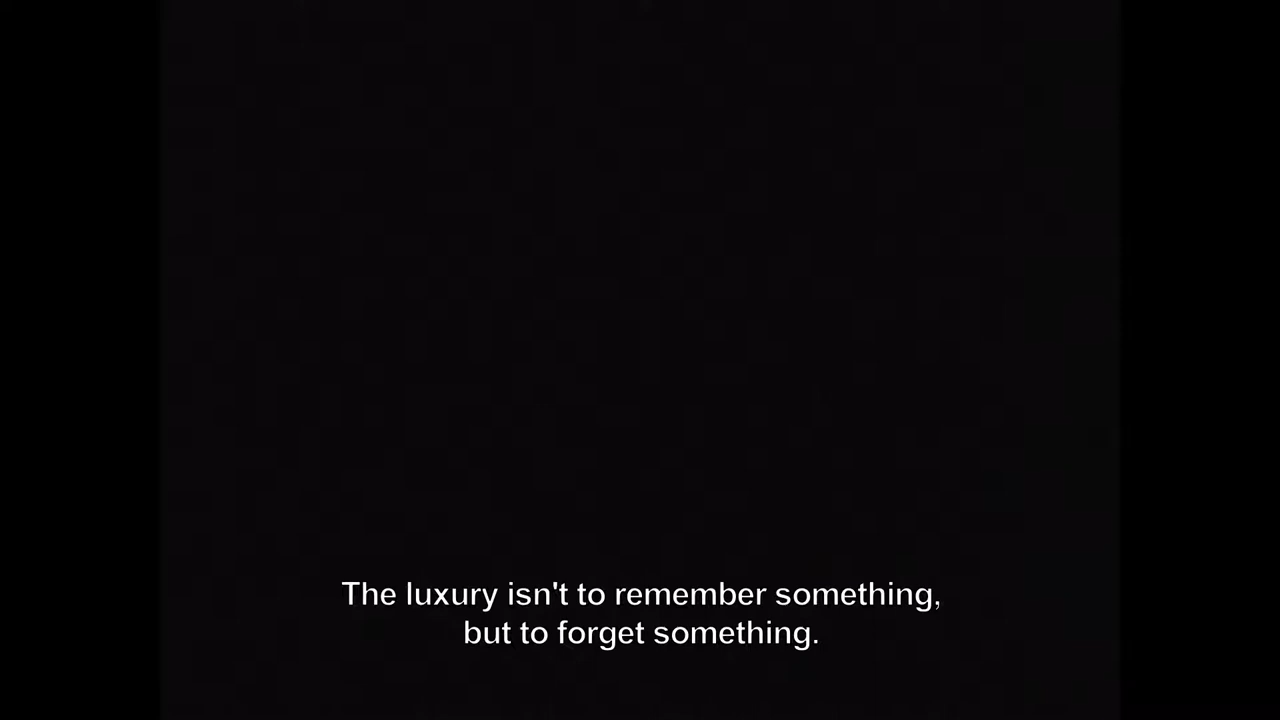 The luxury isn't to remember something,
but to forget something.